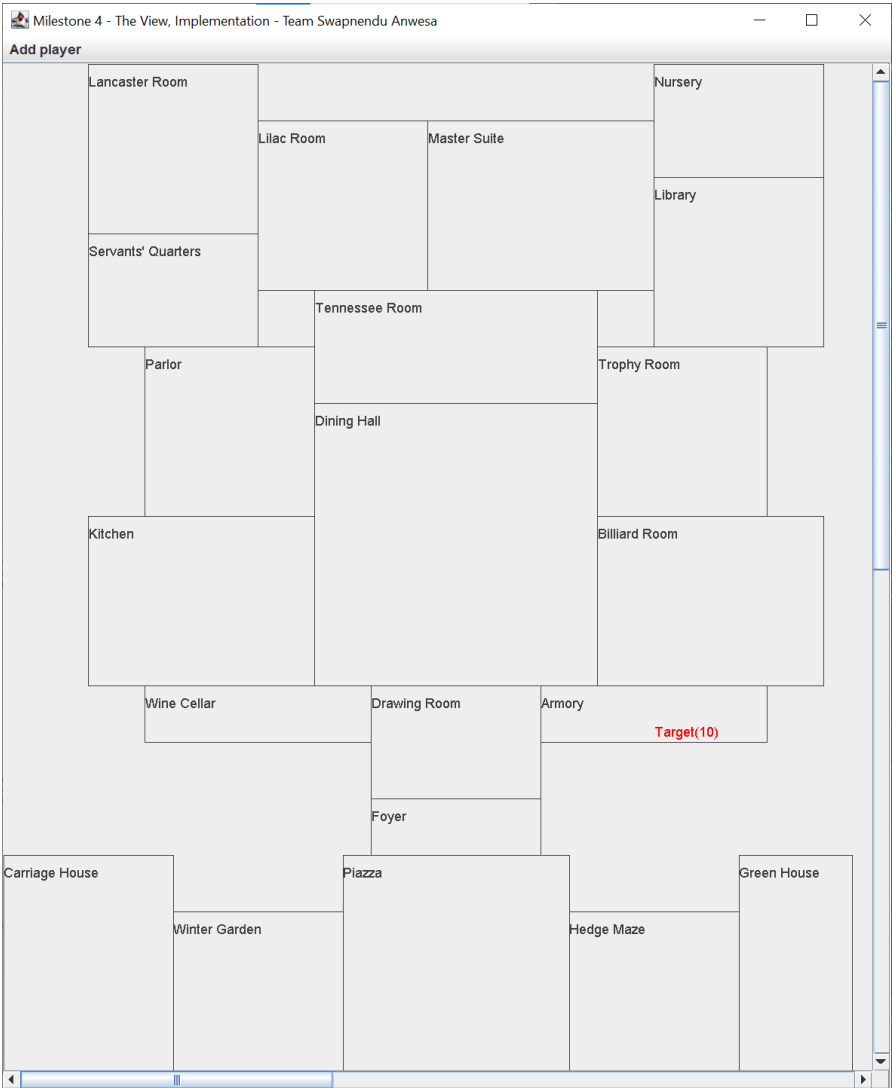 Milestone 4 - The View, Implementation - Team Swapnendu Anwesa
Add player
Lancaster Room
Nursery
Lilac Room
Master Suite
Library
Servants' Quarters
Tennessee Room
Parlor
Trophy Room
Dining Hall
Kitchen
Billiard Room
Wine Cellar
Drawing Room
Armory
Target(10)
Foyer
Carriage House
Piazza
Green House
Winter Garden
Hedge Maze